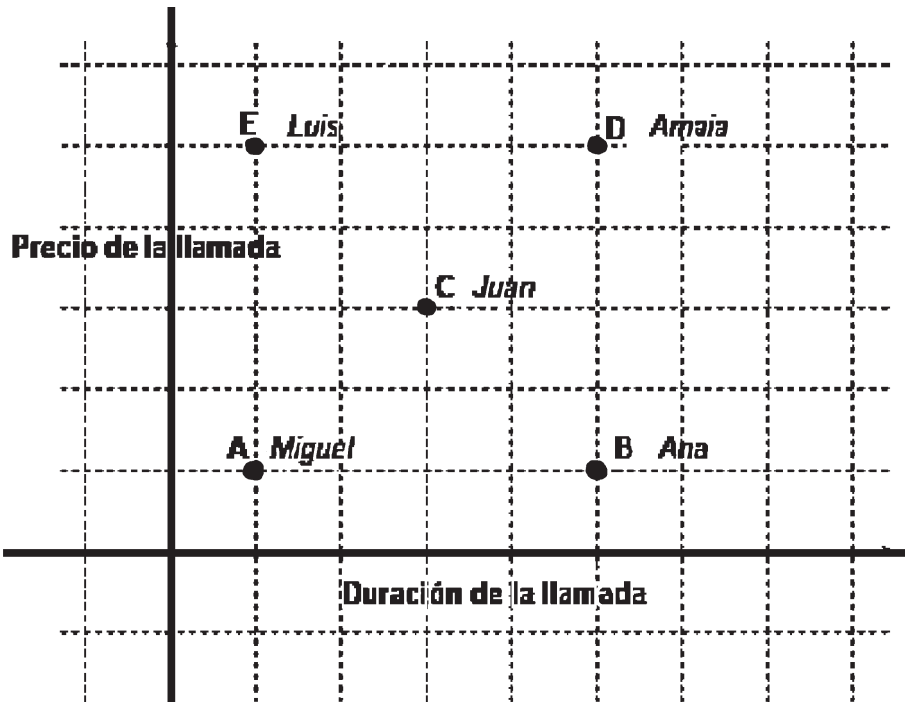 E Luis
D Amaia
Precio de la llamada
C Juan
A Miguel
B Ana
Duración de la llamada